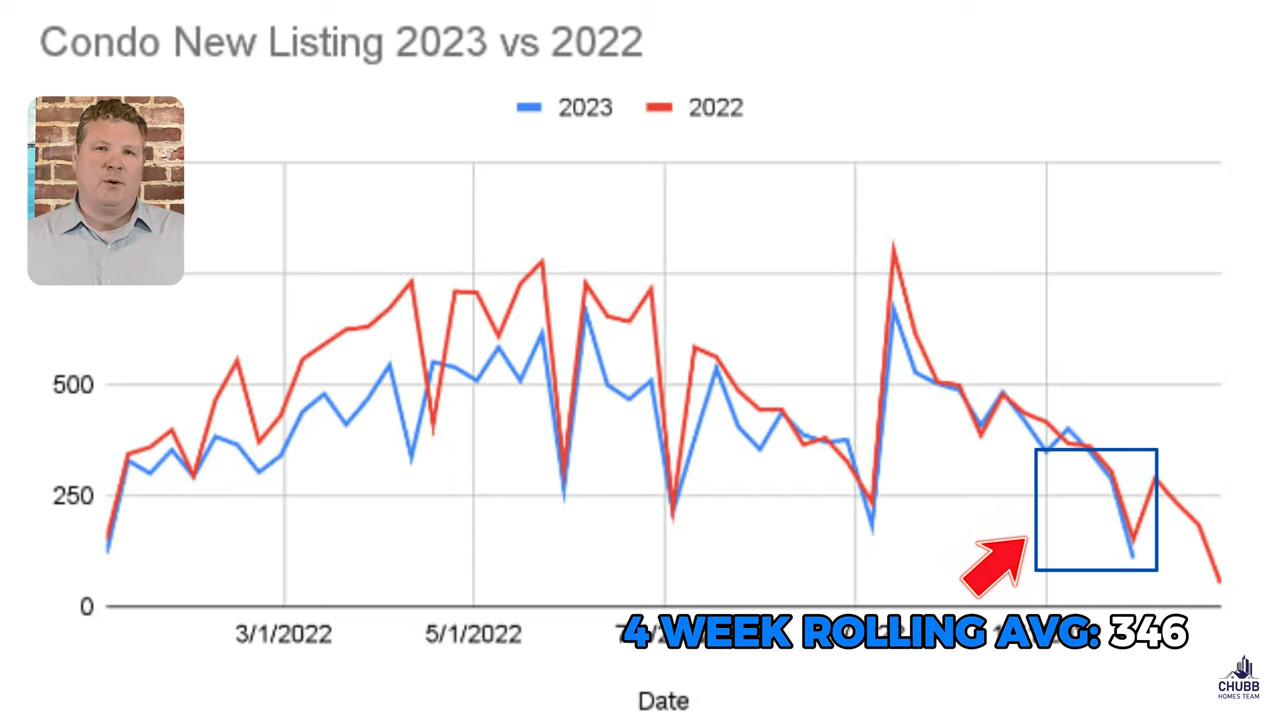 Condo New Listing 2023 vs 2022
2023 2022
500
250
0
3/1/2022 5/1/2022
4 WEEK ROLLING AVG: 346
Date
CHUBB
HOMES TEAM